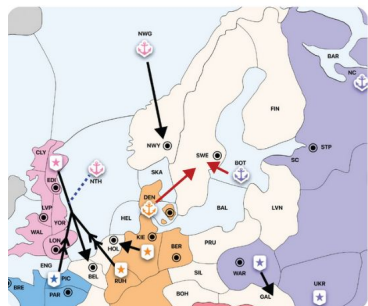 NWG
BAR
NC
FIN
CLY
NWY
SWE
STP
EDI
NTH
SKA
BOT
SC
LVP
DEN
YOR
HEL
BAL
LVN
WAL
LON
KIE
HOL
BER
PRU
ENG
PIC
BEL
RUH
SIL
WAR
BRE
PAR
BOH
GAL
UKR